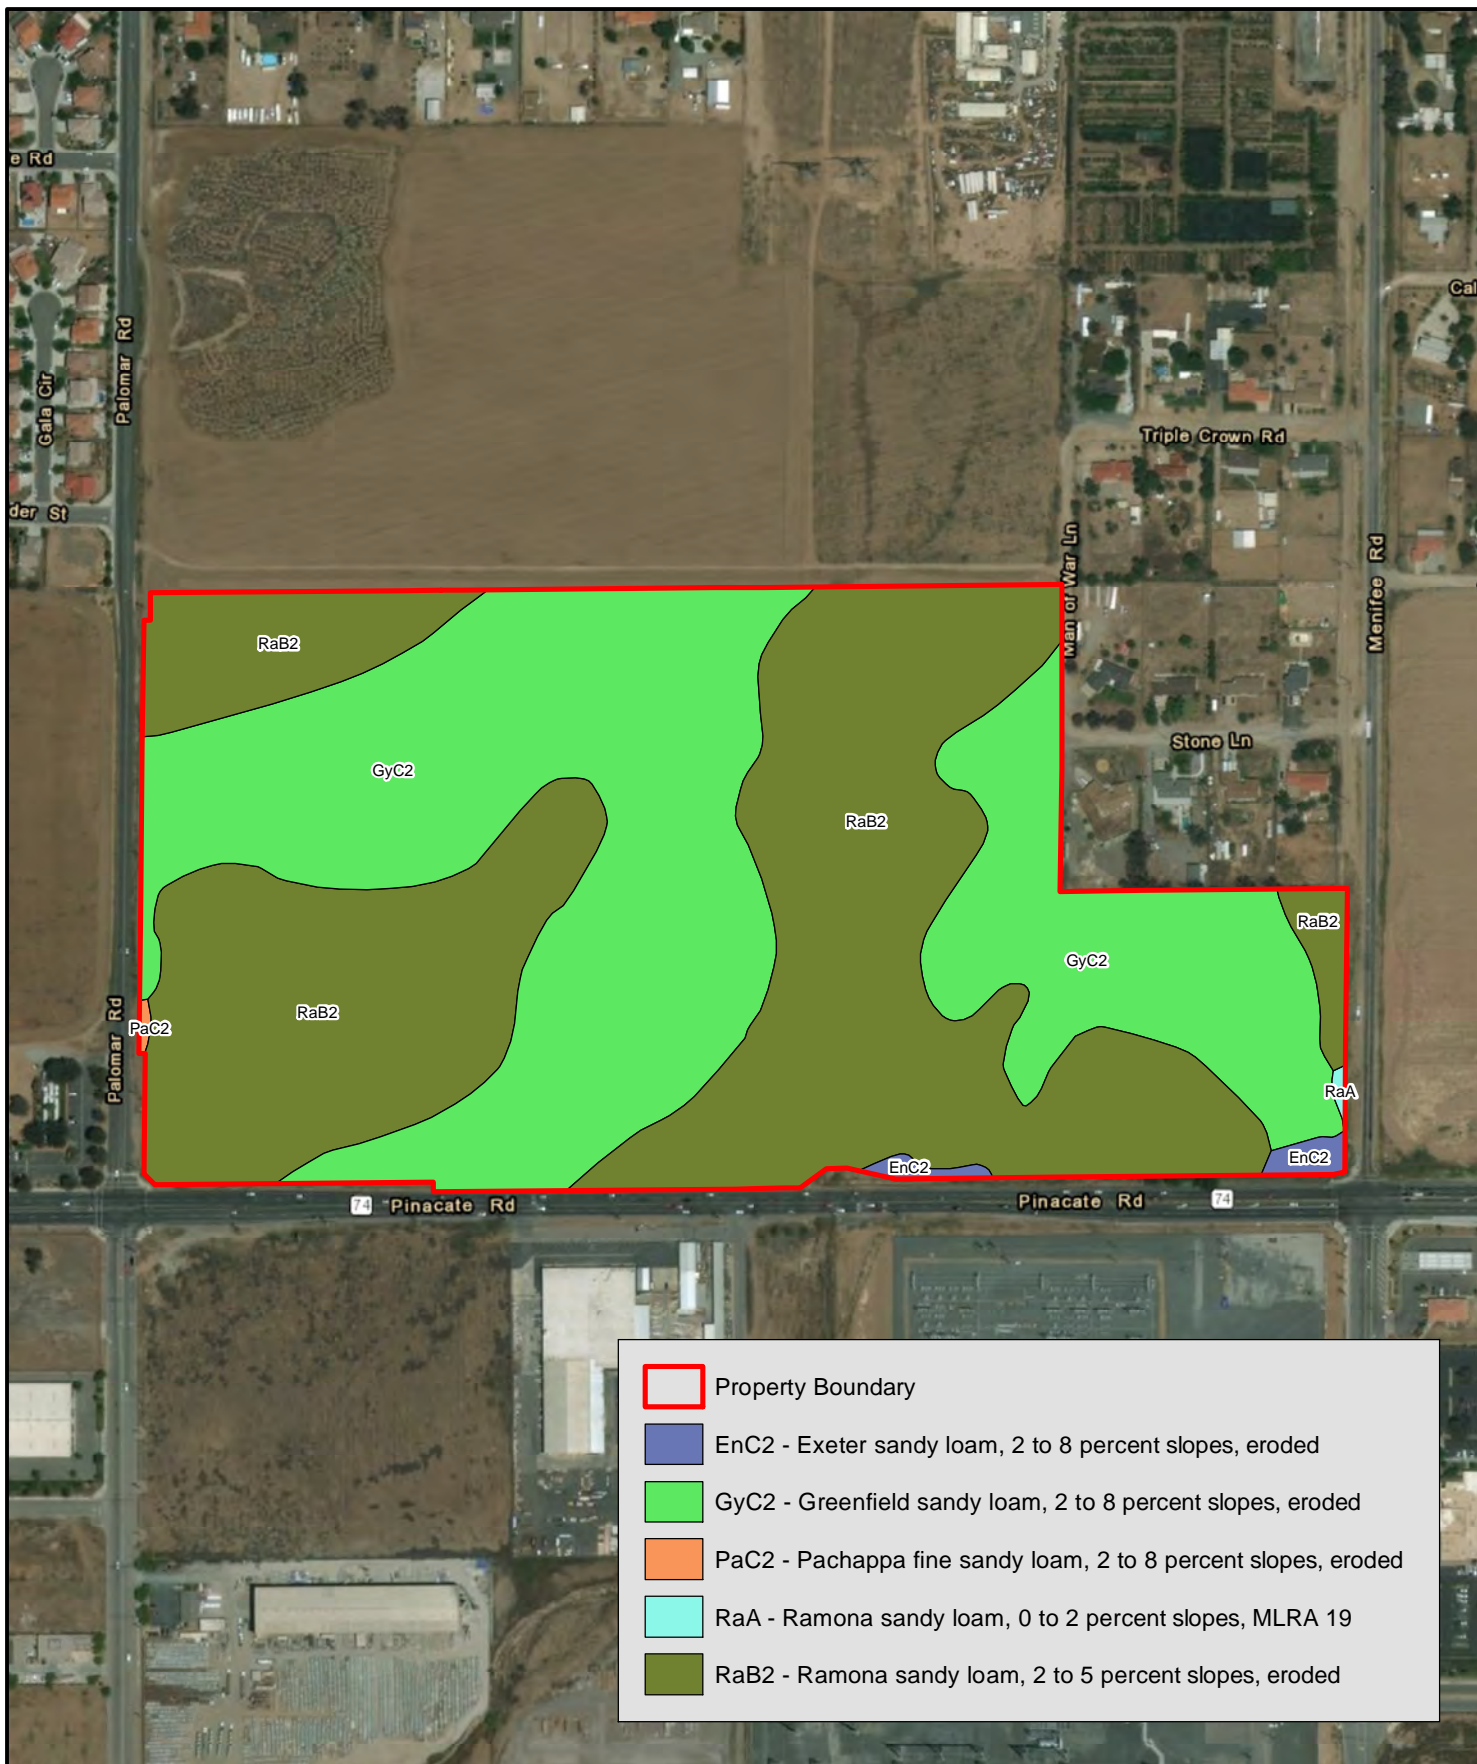 e Rd
Cal
Palomar Rd
Gala Cir
Triple Crown Rd
der St
Man of War Ln
Menifee Rd
RaB2
Stone Ln
GyC2
RaB2
RaB2
GyC2
RaB2
PaC2
Palomar Rd
RaA
EnC2
EnC2
74 Pinacate Rd
Pinacate Rd 74
Property Boundary
EnC2 - Exeter sandy loam, 2 to 8 percent slopes, eroded
GyC2 - Greenfield sandy loam, 2 to 8 percent slopes, eroded
PaC2 - Pachappa fine sandy loam, 2 to 8 percent slopes, eroded
RaA - Ramona sandy loam, 0 to 2 percent slopes, MLRA 19
RaB2 - Ramona sandy loam, 2 to 5 percent slopes, eroded